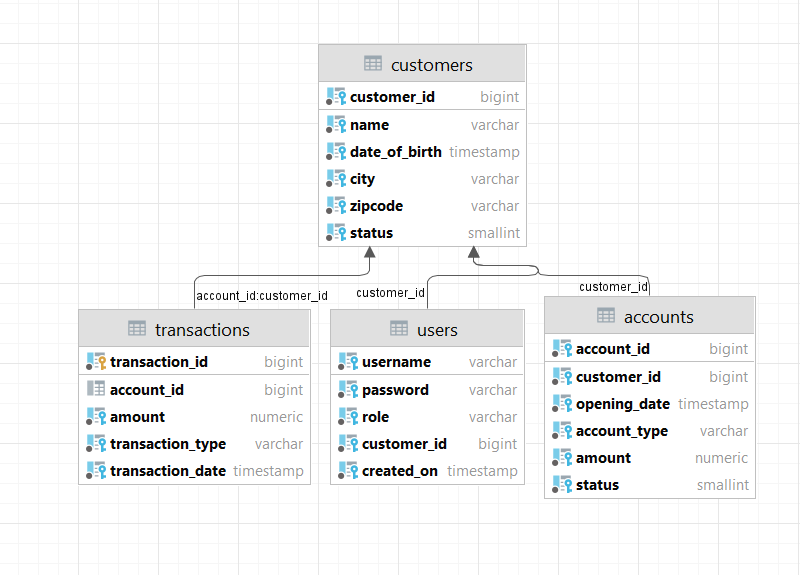 customers
customer_id bigint
name varchar
date_of_birth timestamp
city varchar
zipcode varchar
status smallint
account_id:customer_id
customer_id
customer_id
transactions
transaction_id bigint
account_id bigint
amount numeric
transaction_type varchar
transaction_date timestamp
users
username varchar
password varchar
role varchar
customer_id bigint
created_on timestamp
accounts
account_id bigint
customer_id bigint
opening_date timestamp
account_type varchar
amount numeric
status smallint